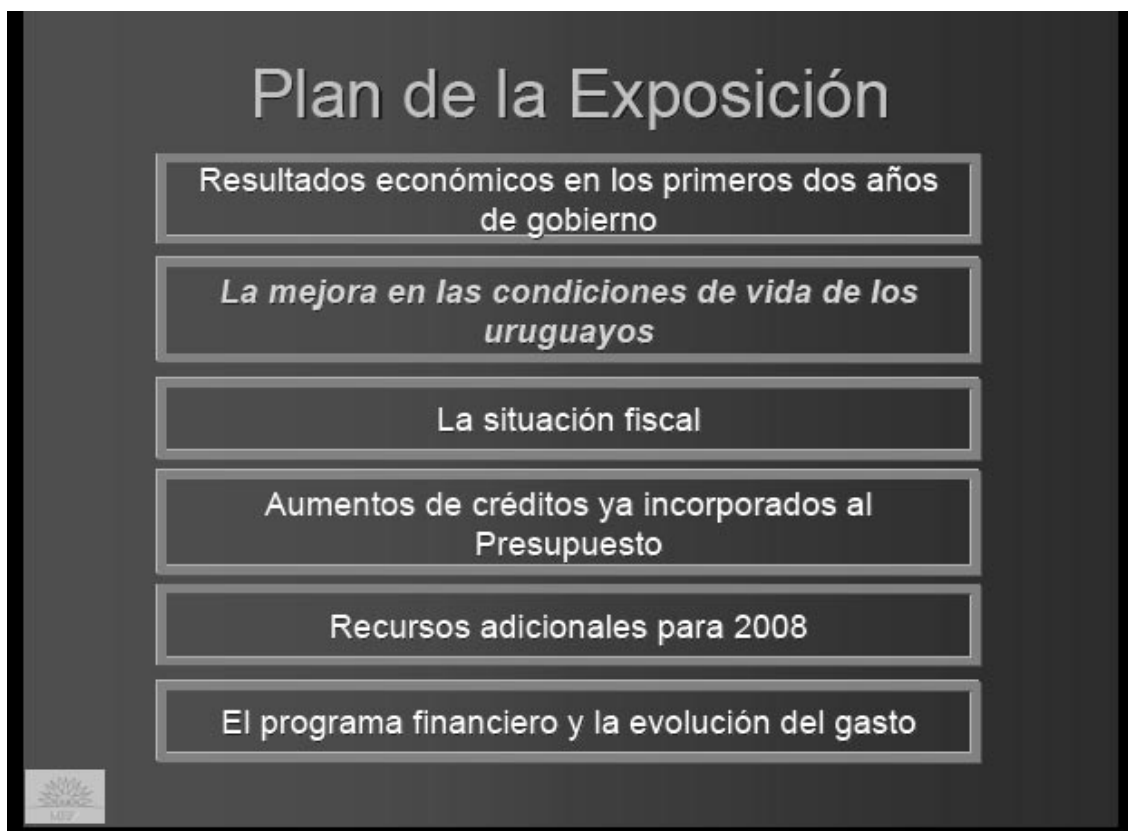 Plan de la Exposición
Resultados económicos en los primeros dos años
de gobierno
La mejora en las condiciones de vida de los
uruguayos
La situación fiscal
Aumentos de créditos ya incorporados al
Presupuesto
Recursos adicionales para 2008
El programa financiero y la evolución del gasto